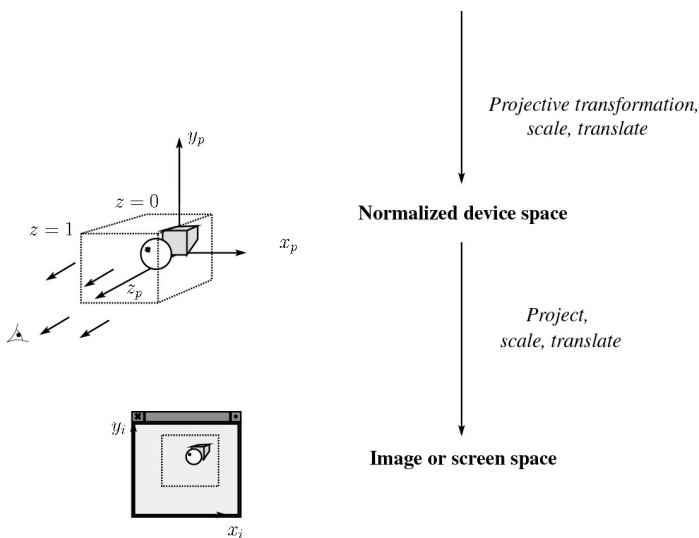 Projective transformation,
scale, translate
y_p
z = 0
Normalized device space
z = 1
x_p
z_p
Project,
scale, translate
y_i
Image or screen space
x_i